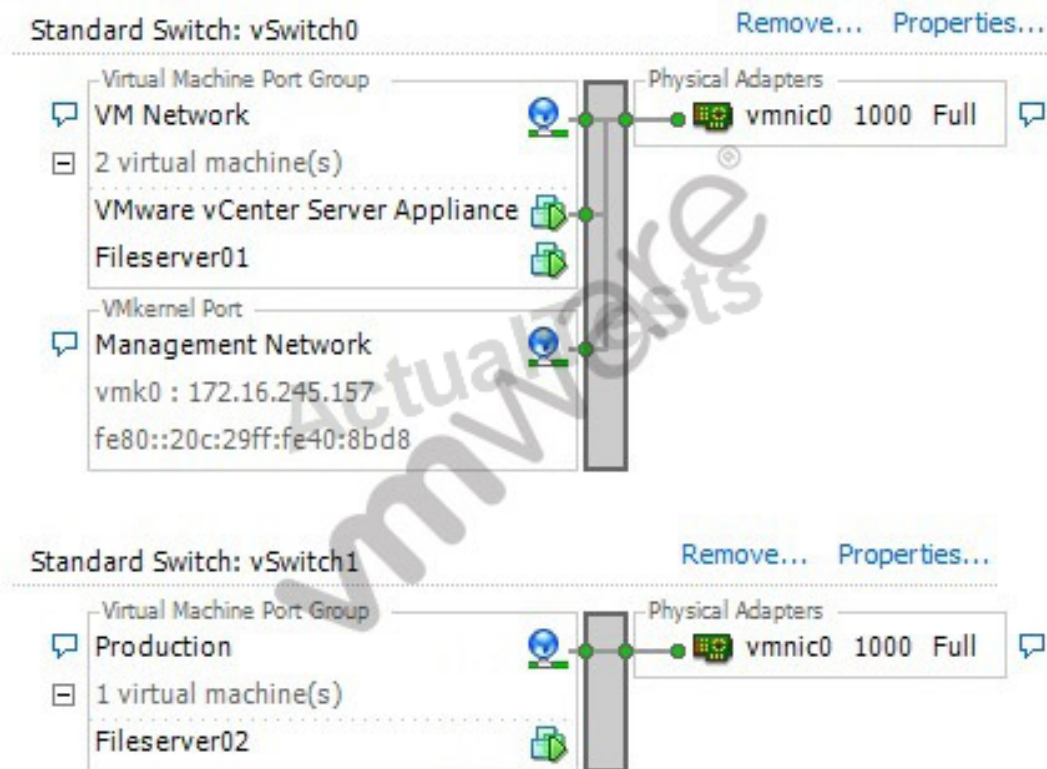 Standard Switch: vSwitch0 Remove... Properties...
Virtual Machine Port Group Physical Adapters
VM Network vmnic0 1000 Full
2 virtual machine(s)
VMware vCenter Server Appliance
Fileserver01
VMkernel Port
Management Network
vmk0 : 172.16.245.157
fe80::20c:29ff:fe40:8bd8
vmware®
ActualTests
Standard Switch: vSwitch1 Remove... Properties...
Virtual Machine Port Group Physical Adapters
Production vmnic0 1000 Full
1 virtual machine(s)
Fileserver02